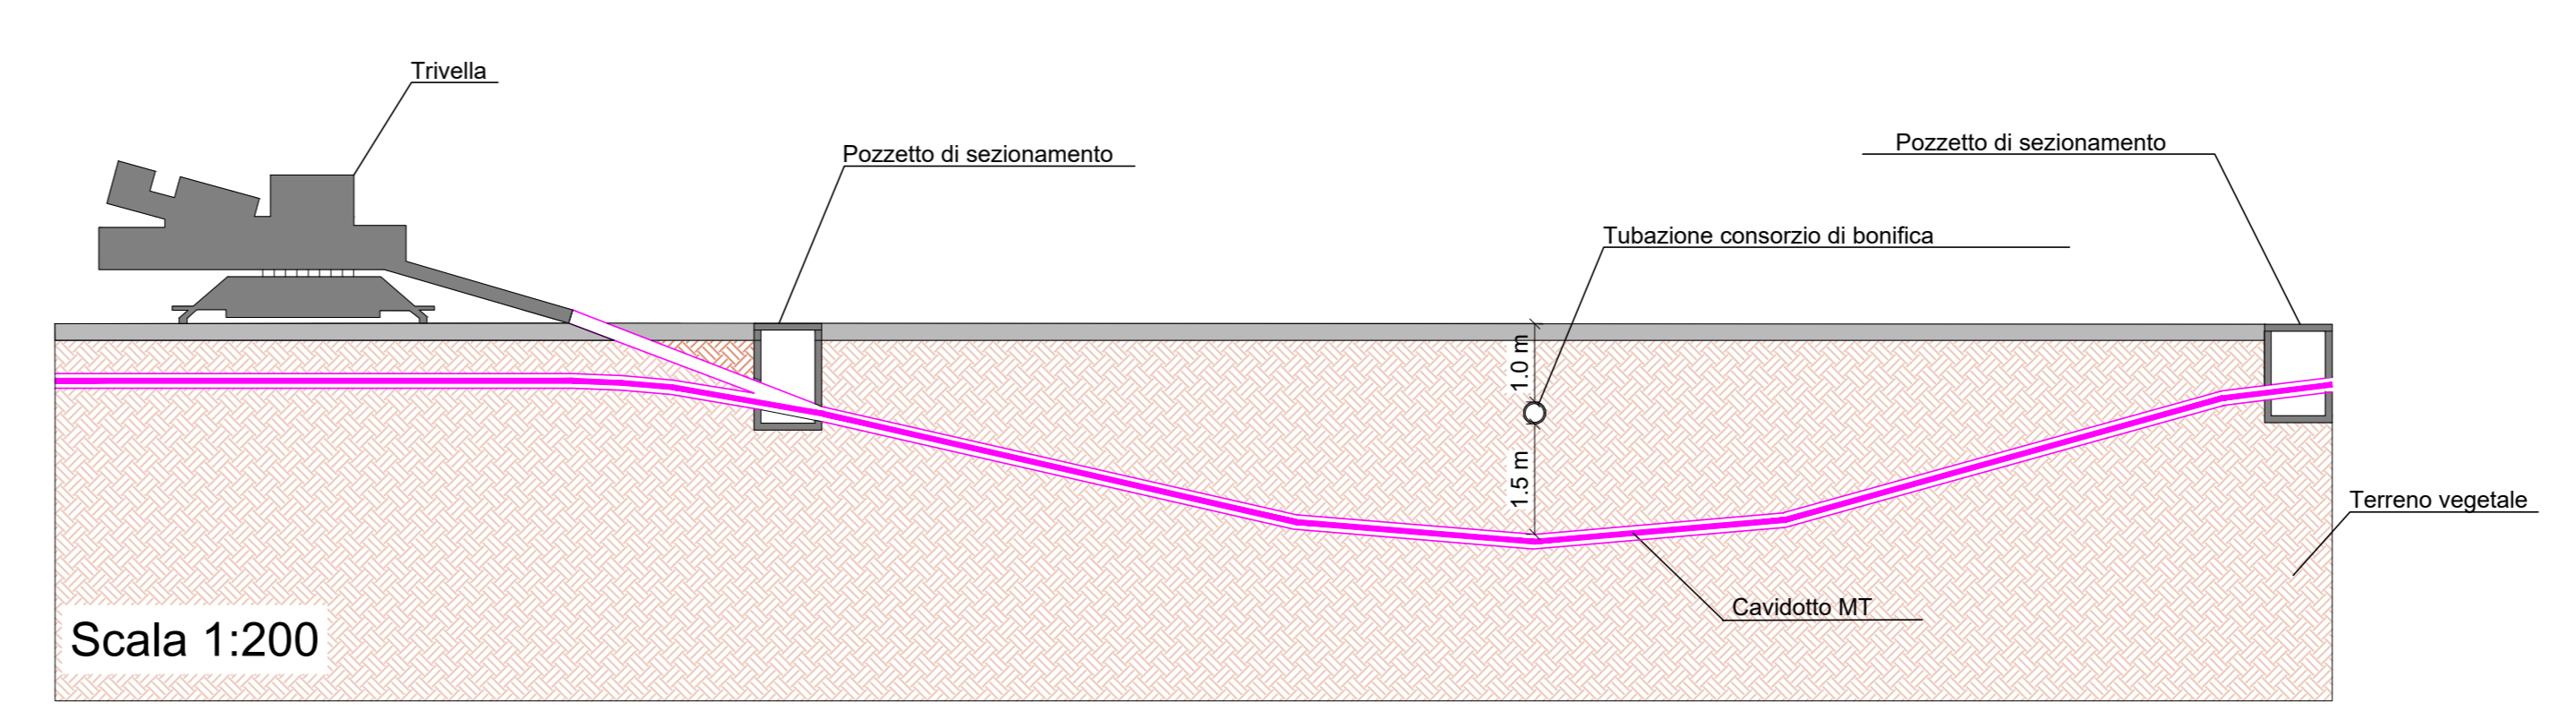 Trivella
Pozzetto di sezionamento
Pozzetto di sezionamento
Tubazione consorzio di bonifica
1.0 m
1.5 m
Terreno vegetale
Cavidotto MT
Scala 1:200